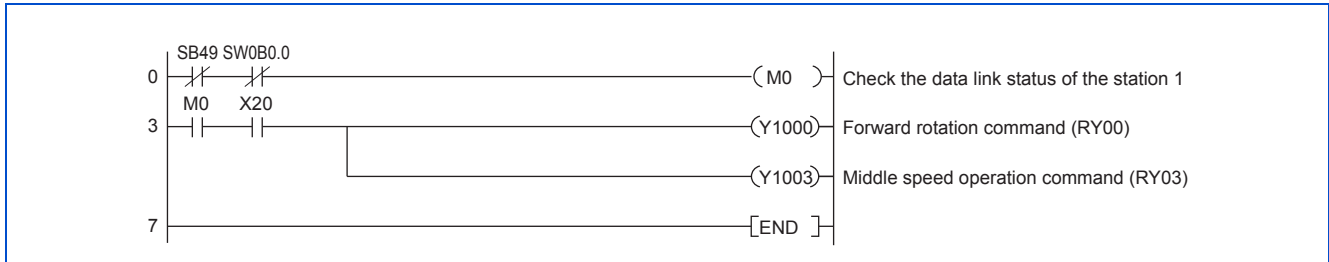 SB49 SW0B0.0
0 M0 Check the data link status of the station 1
M0 X20
3 Y1000 Forward rotation command (RY00)
Y1003 Middle speed operation command (RY03)
7 END